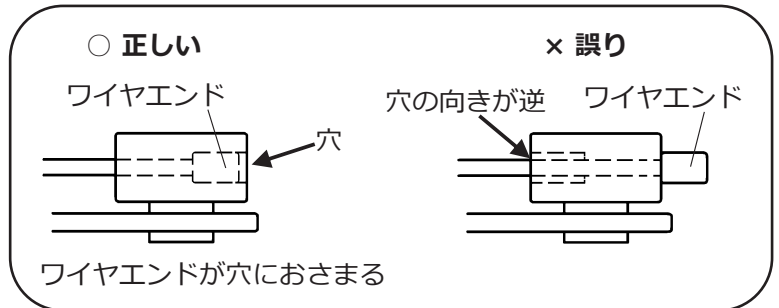 ○ 正しい
ワイヤエンド
穴
ワイヤエンドが穴におさまる
× 誤り
穴の向きが逆
ワイヤエンド